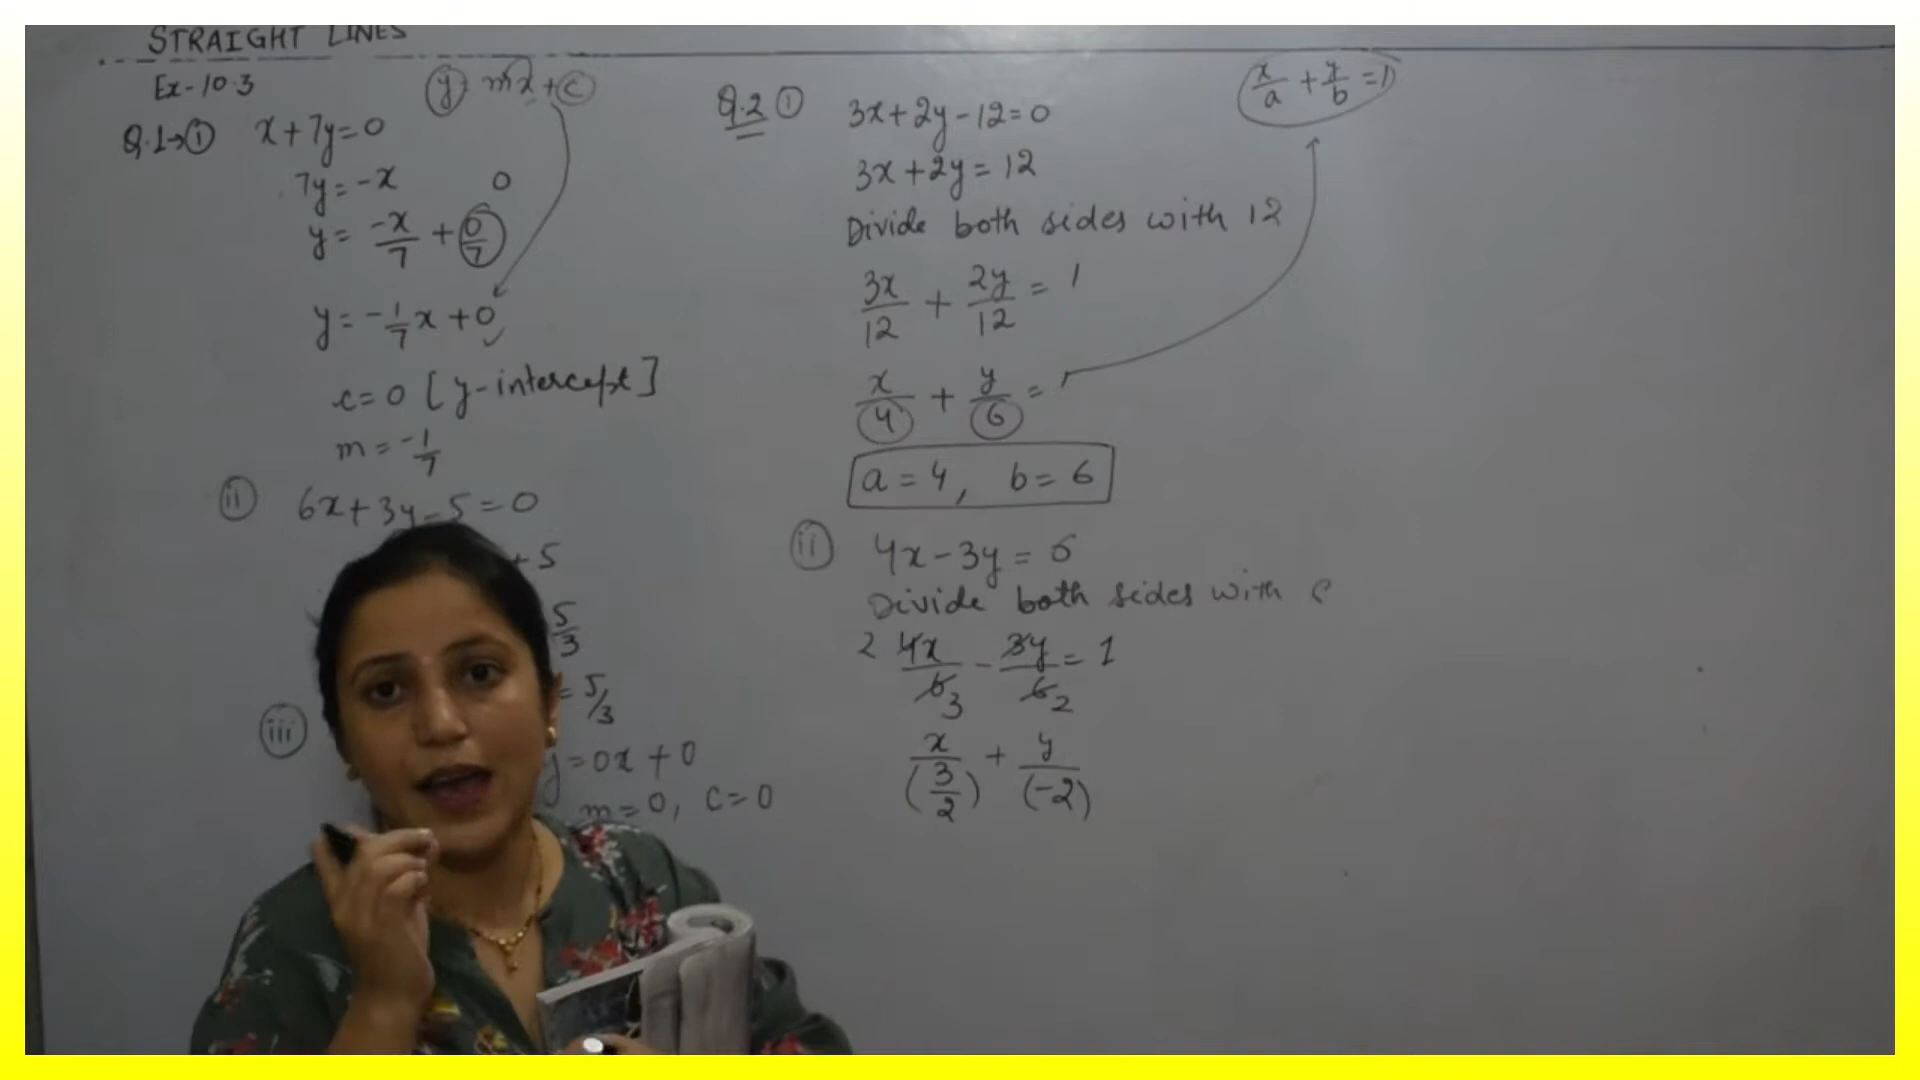 STRAIGHT LINES
Ex-10.3
y = mx + c
Q.1→① x + 7y = 0
7y = -x 0
y = -x/7 + 0/7
y = -1/7 x + 0
c = 0 [y-intercept]
m = -1/7
ii 6x + 3y - 5 = 0
+ 5
5/3
= 5/3
iii
y = 0x + 0
m = 0, c = 0
Q.2 ① 3x + 2y - 12 = 0
x/a + y/b = 1
3x + 2y = 12
Divide both sides with 12
3x/12 + 2y/12 = 1
x/4 + y/6 = 1
a = 4, b = 6
ii 4x - 3y = 6
Divide both sides with 6
2 4x/6 3 - 3y/6 2 = 1
x/(3/2) + y/(-2)